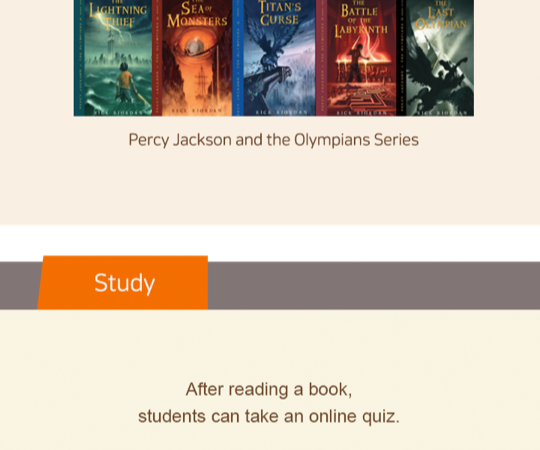 THE LIGHTNING THIEF
SEA OF MONSTERS
TITAN'S CURSE
THE BATTLE OF THE LABYRINTH
THE LAST OLYMPIAN
RICK RIORDAN RICK RIORDAN RICK RIORDAN RICK RIORDAN RICK RIORDAN
Percy Jackson and the Olympians Series
Study
After reading a book,
students can take an online quiz.